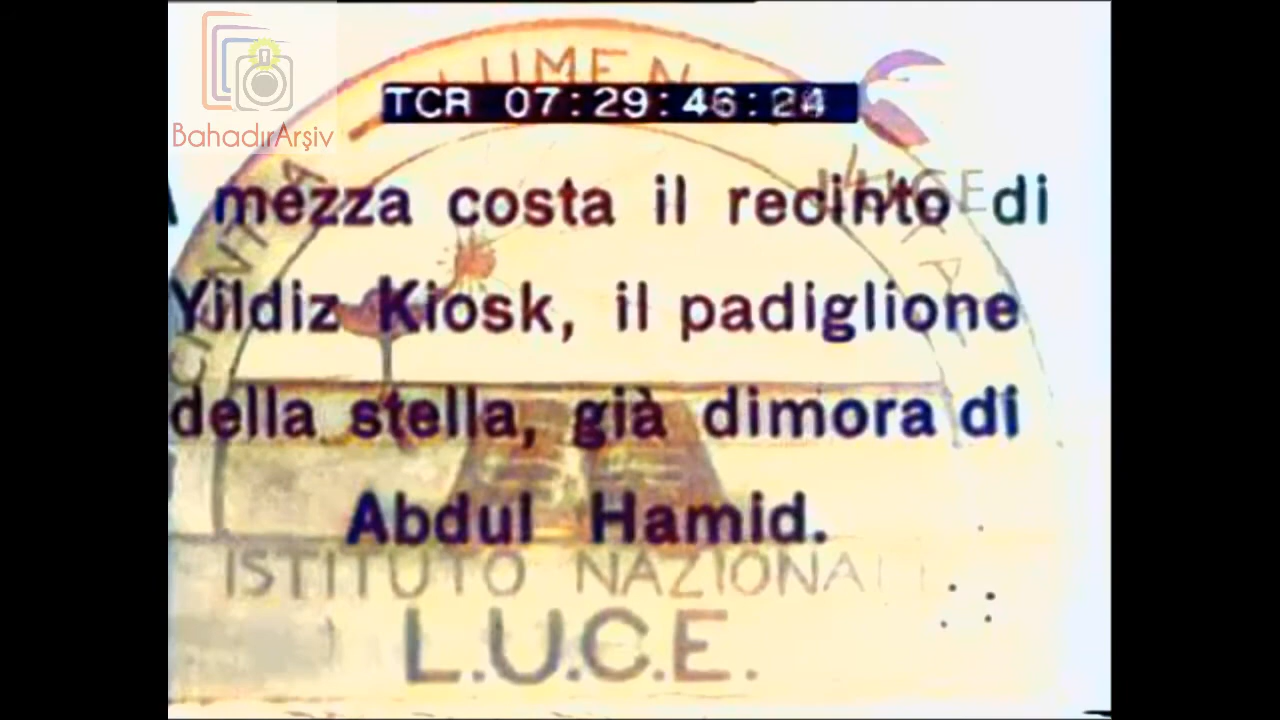 LUMEN
TCR 07:29:46:24
BahadırArşiv
A mezza costa il recinto di
Yildiz Kiosk, il padiglione
della stella, già dimora di
Abdul Hamid.
ISTITUTO NAZIONALE
L.U.C.E.